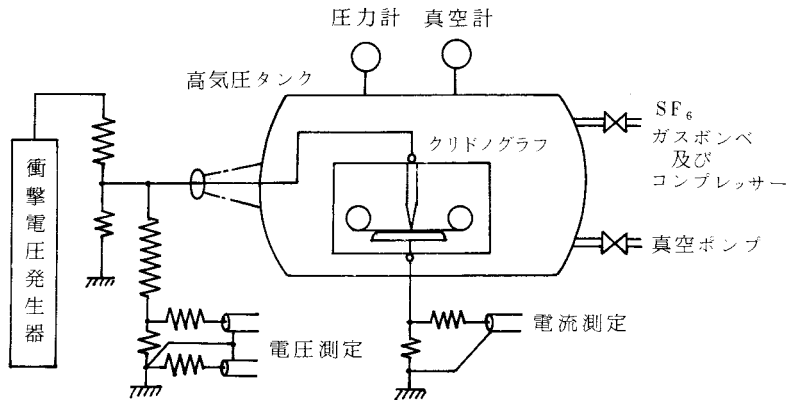 圧力計
真空計
高気圧タンク
SF₆
ガスボンベ
及び
コンプレッサー
クリドノグラフ
衝撃電圧発生器
真空ポンプ
電流測定
電圧測定